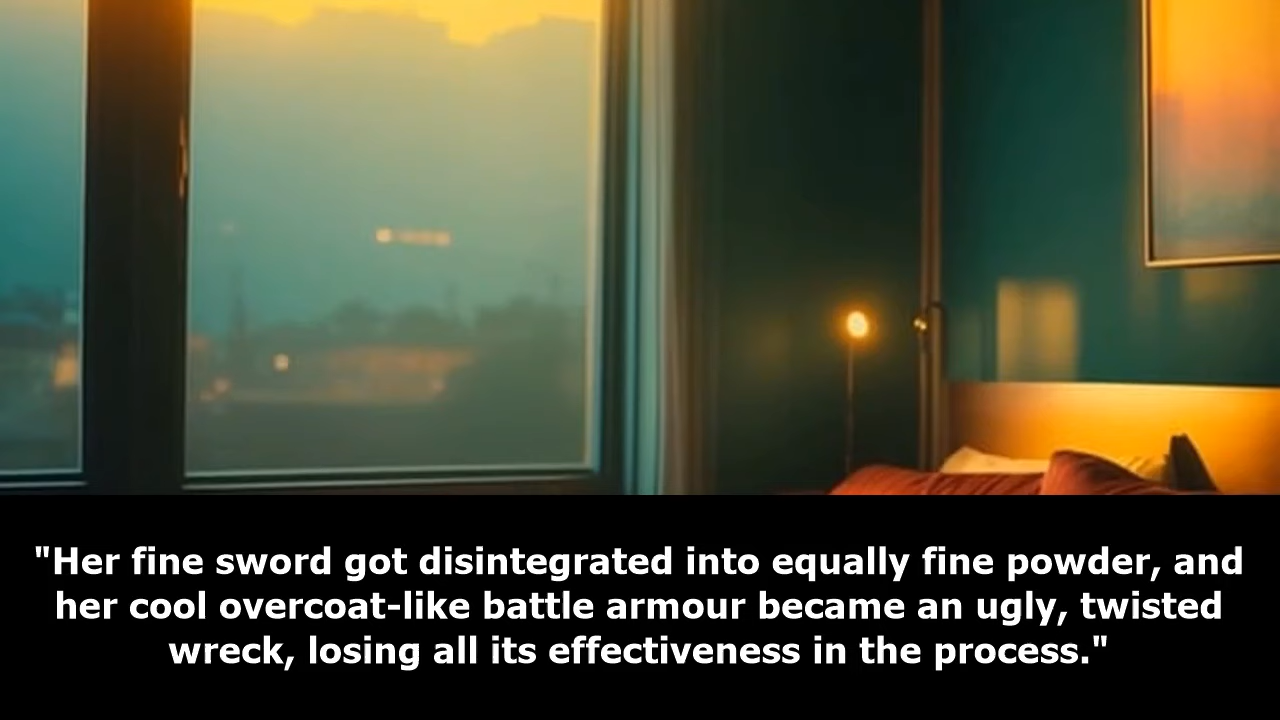 "Her fine sword got disintegrated into equally fine powder, and
her cool overcoat-like battle armour became an ugly, twisted
wreck, losing all its effectiveness in the process."